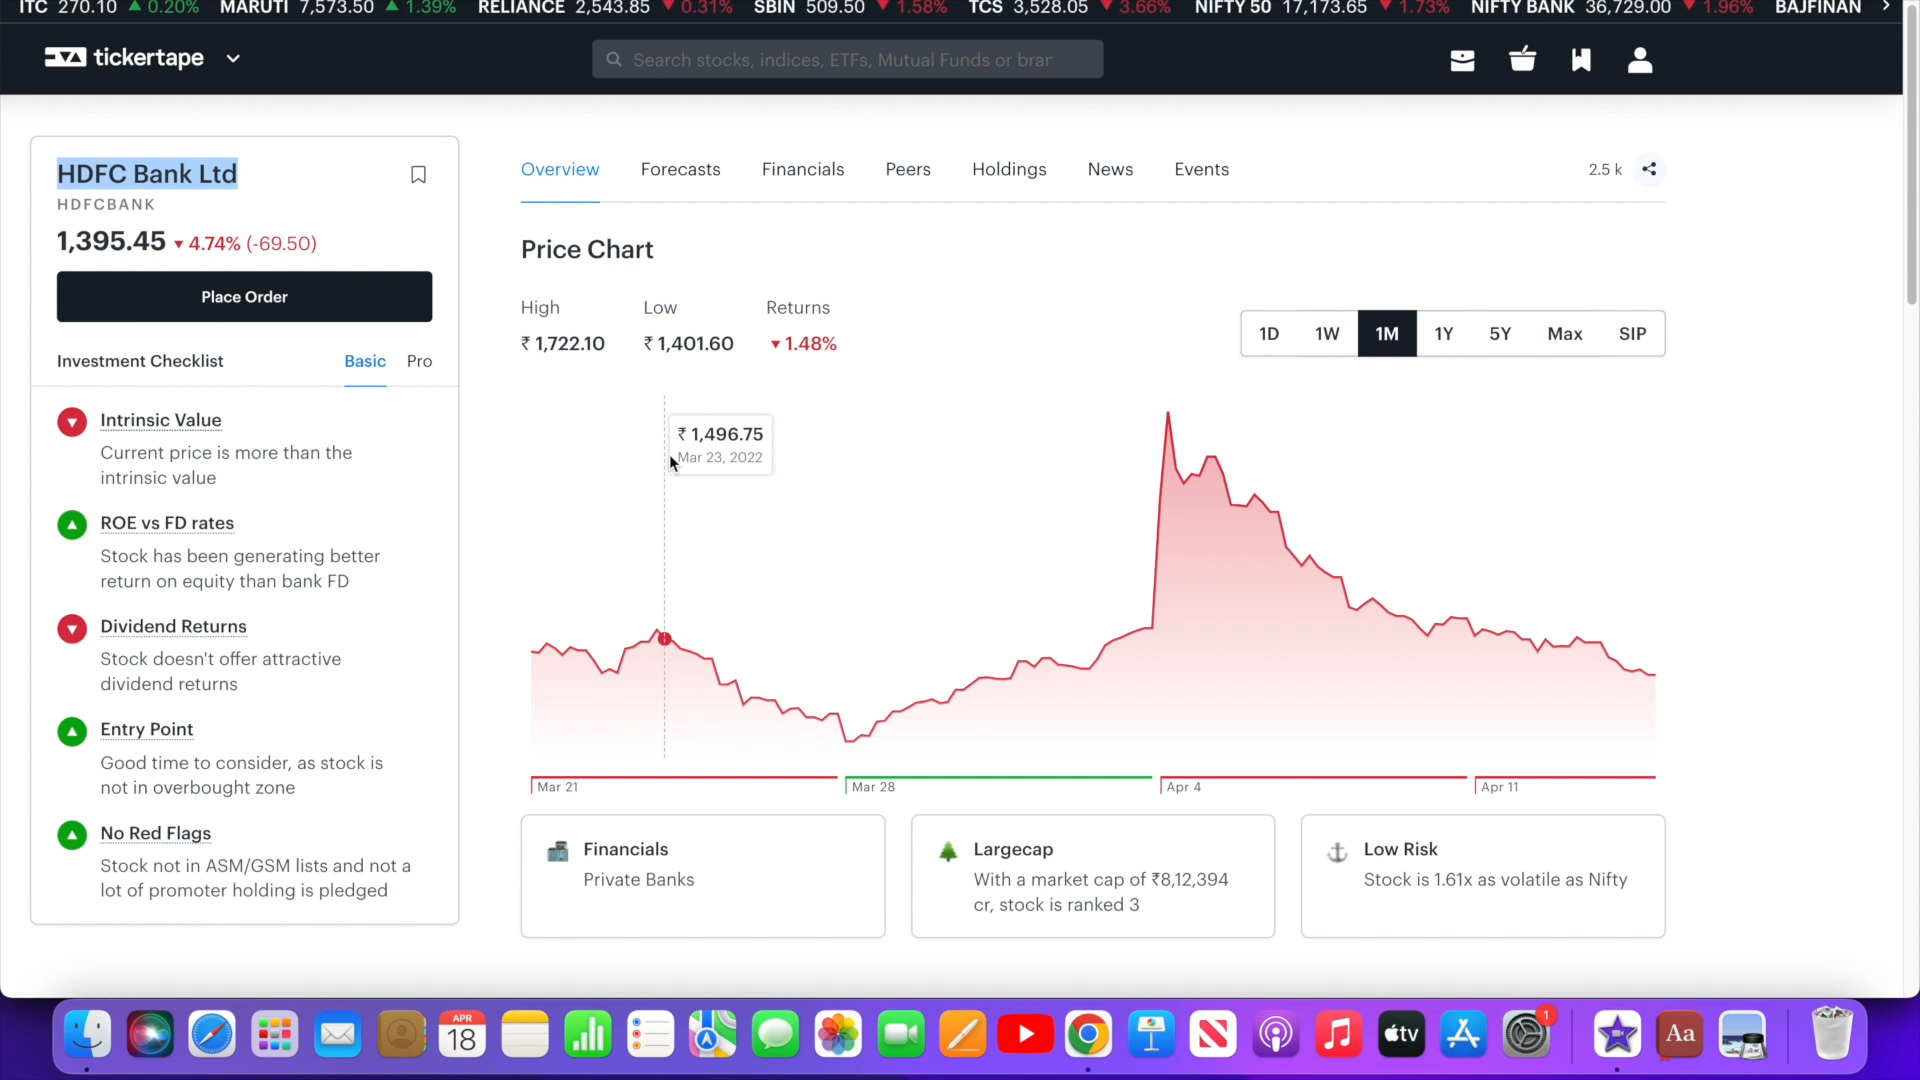 ITC 270.10 ▲ 0.20% MARUTI 7,573.50 ▲ 1.39% RELIANCE 2,543.85 ▼ 0.31% SBIN 509.50 ▼ 1.58% TCS 3,528.05 ▼ 3.66% NIFTY 50 17,173.65 ▼ 1.73% NIFTY BANK 36,729.00 ▼ 1.96% BAJFINAN
tickertape
Search stocks, indices, ETFs, Mutual Funds or brar
HDFC Bank Ltd
HDFCBANK
1,395.45 ▼ 4.74% (-69.50)
Place Order
Investment Checklist Basic Pro
Intrinsic Value
Current price is more than the
intrinsic value
ROE vs FD rates
Stock has been generating better
return on equity than bank FD
Dividend Returns
Stock doesn't offer attractive
dividend returns
Entry Point
Good time to consider, as stock is
not in overbought zone
No Red Flags
Stock not in ASM/GSM lists and not a
lot of promoter holding is pledged
Overview Forecasts Financials Peers Holdings News Events 2.5 k
Price Chart
High Low Returns
₹ 1,722.10 ₹ 1,401.60 ▼ 1.48%
1D 1W 1M 1Y 5Y Max SIP
₹ 1,496.75
Mar 23, 2022
Mar 21 Mar 28 Apr 4 Apr 11
Financials
Private Banks
Largecap
With a market cap of ₹8,12,394
cr, stock is ranked 3
Low Risk
Stock is 1.61x as volatile as Nifty
APR
18
tv
1
Aa